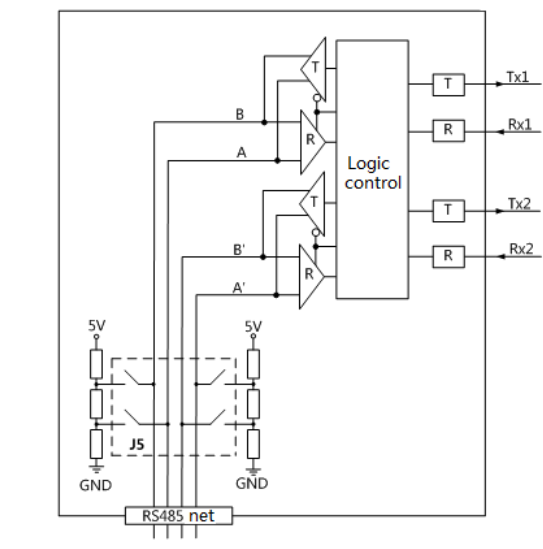 T
Tx1
T
B
R
Rx1
R
A
Logic
control
T
Tx2
T
B'
R
Rx2
R
A'
5V
5V
J5
GND
GND
RS485 net